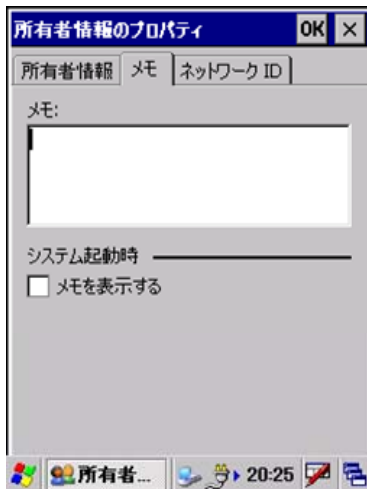 所有者情報のプロパティ OK ×
所有者情報 メモ ネットワーク ID
メモ:
システム起動時
メモを表示する
所有者... 20:25